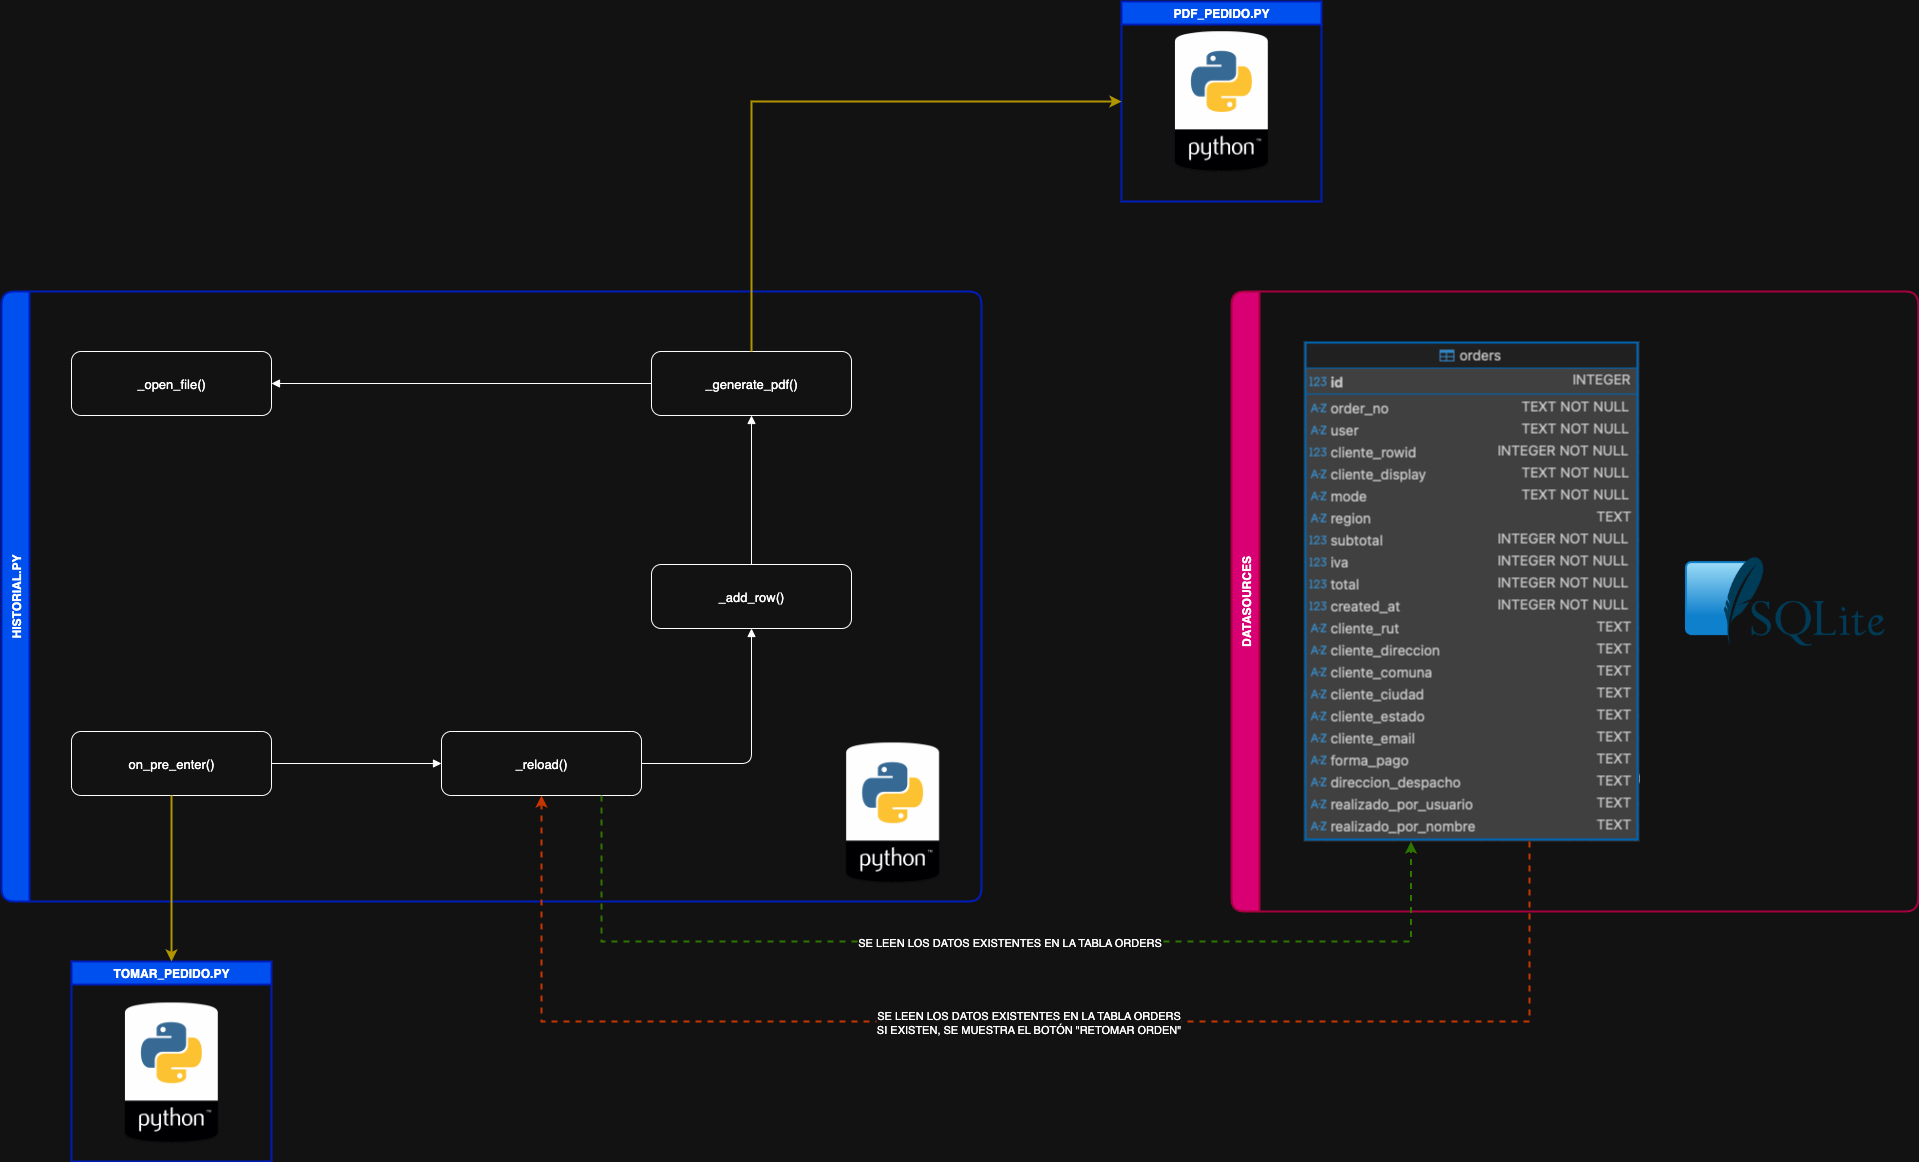 PDF_PEDIDO.PY
python™
HISTORIAL.PY
_open_file()
_generate_pdf()
_add_row()
on_pre_enter()
_reload()
python™
DATASOURCES
orders
123 id INTEGER
A-Z order_no TEXT NOT NULL
A-Z user TEXT NOT NULL
123 cliente_rowid INTEGER NOT NULL
A-Z cliente_display TEXT NOT NULL
A-Z mode TEXT NOT NULL
A-Z region TEXT
123 subtotal INTEGER NOT NULL
123 iva INTEGER NOT NULL
123 total INTEGER NOT NULL
123 created_at INTEGER NOT NULL
A-Z cliente_rut TEXT
A-Z cliente_direccion TEXT
A-Z cliente_comuna TEXT
A-Z cliente_ciudad TEXT
A-Z cliente_estado TEXT
A-Z cliente_email TEXT
A-Z forma_pago TEXT
A-Z direccion_despacho TEXT
A-Z realizado_por_usuario TEXT
A-Z realizado_por_nombre TEXT
SQLite
SE LEEN LOS DATOS EXISTENTES EN LA TABLA ORDERS
SE LEEN LOS DATOS EXISTENTES EN LA TABLA ORDERS
SI EXISTEN, SE MUESTRA EL BOTÓN "RETOMAR ORDEN"
TOMAR_PEDIDO.PY
python™